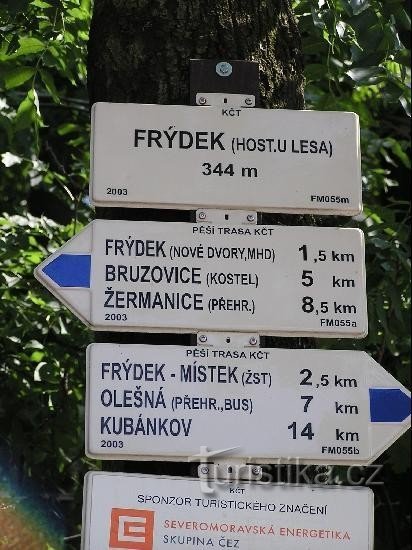 KČT
FRÝDEK (HOST.U LESA)
344 m
2003 FM055m
PĚŠÍ TRASA KČT
FRÝDEK (NOVÉ DVORY,MHD) 1,5 km
BRUZOVICE (KOSTEL) 5 km
ŽERMANICE (PŘEHR.) 8,5 km
2003 FM055a
PĚŠÍ TRASA KČT
FRÝDEK - MÍSTEK (ŽST) 2,5 km
OLEŠNÁ (PŘEHR.,BUS) 7 km
KUBÁNKOV 14 km
2003 FM055b
turistika.cz
KČT
SPONZOR TURISTICKÉHO ZNAČENÍ
SEVEROMORAVSKÁ ENERGETIKA
SKUPINA ČEZ